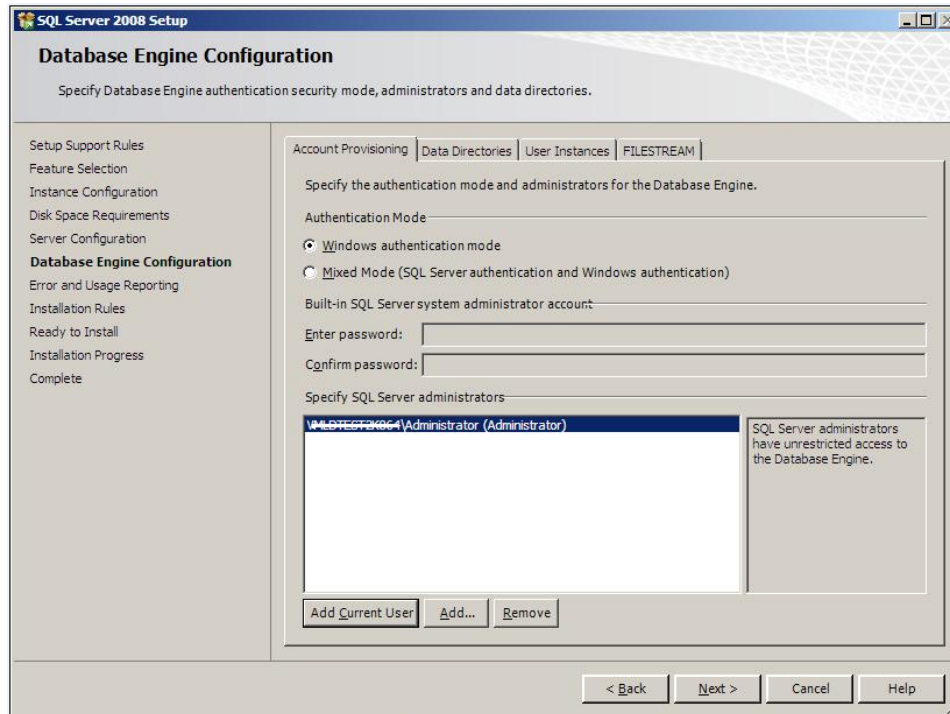 SQL Server 2008 Setup
Database Engine Configuration
Specify Database Engine authentication security mode, administrators and data directories.
Setup Support Rules
Feature Selection
Instance Configuration
Disk Space Requirements
Server Configuration
Database Engine Configuration
Error and Usage Reporting
Installation Rules
Ready to Install
Installation Progress
Complete
Account Provisioning Data Directories User Instances FILESTREAM
Specify the authentication mode and administrators for the Database Engine.
Authentication Mode
Windows authentication mode
Mixed Mode (SQL Server authentication and Windows authentication)
Built-in SQL Server system administrator account
Enter password:
Confirm password:
Specify SQL Server administrators
\Administrator (Administrator)
SQL Server administrators
have unrestricted access to
the Database Engine.
Add Current User Add... Remove
< Back Next > Cancel Help